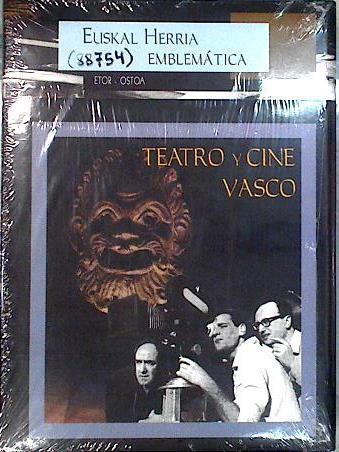 EUSKAL HERRIA
(88754) EMBLEMÁTICA
ETOR - OSTOA
TEATRO Y CINE
VASCO